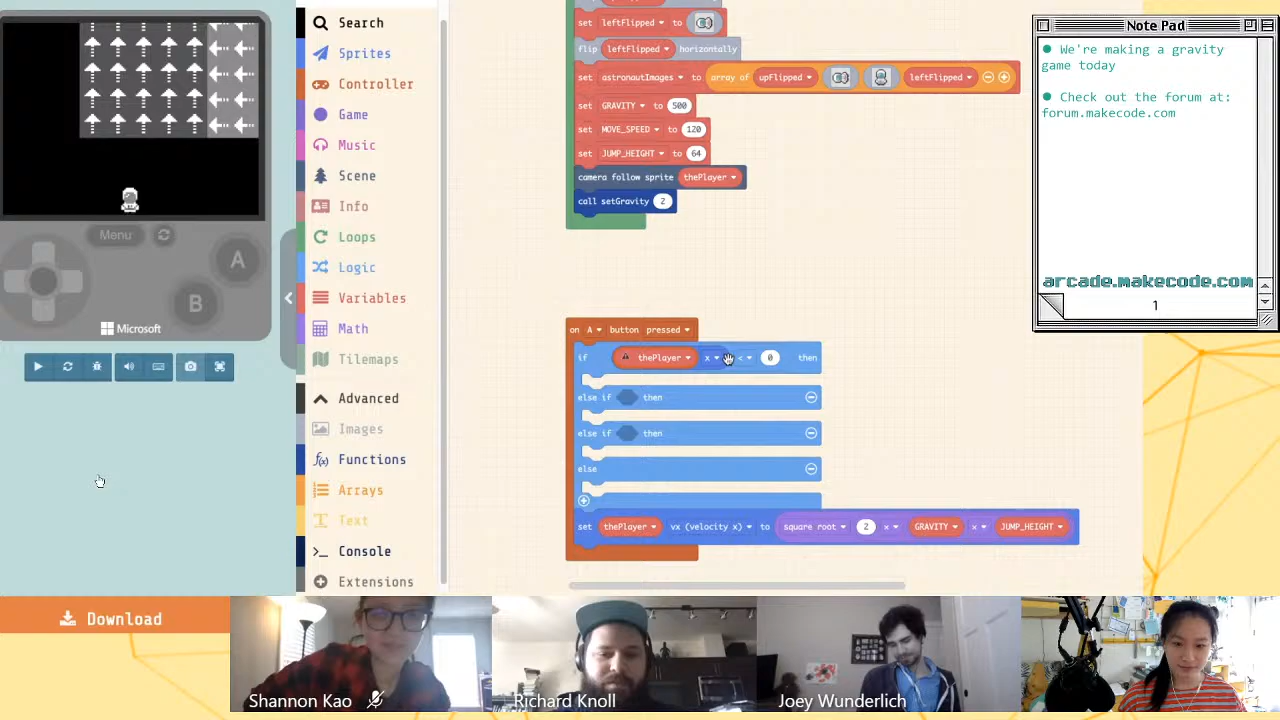 Menu
A
B
Microsoft
Download
Search
Sprites
Controller
Game
Music
Scene
Info
Loops
Logic
Variables
Math
Tilemaps
Advanced
Images
Functions
Arrays
Text
Console
Extensions
set leftFlipped to
flip leftFlipped horizontally
set astronautImages to array of upFlipped leftFlipped
set GRAVITY to 500
set MOVE_SPEED to 120
set JUMP_HEIGHT to 64
camera follow sprite thePlayer
call setGravity 2
on A button pressed
if thePlayer x < 0 then
else if then
else if then
else
set thePlayer vx (velocity x) to square root 2 x GRAVITY x JUMP_HEIGHT
Note Pad
We're making a gravity
game today
Check out the forum at:
forum.makecode.com
arcade.makecode.com
1
Shannon Kao
Richard Knoll
Joey Wunderlich